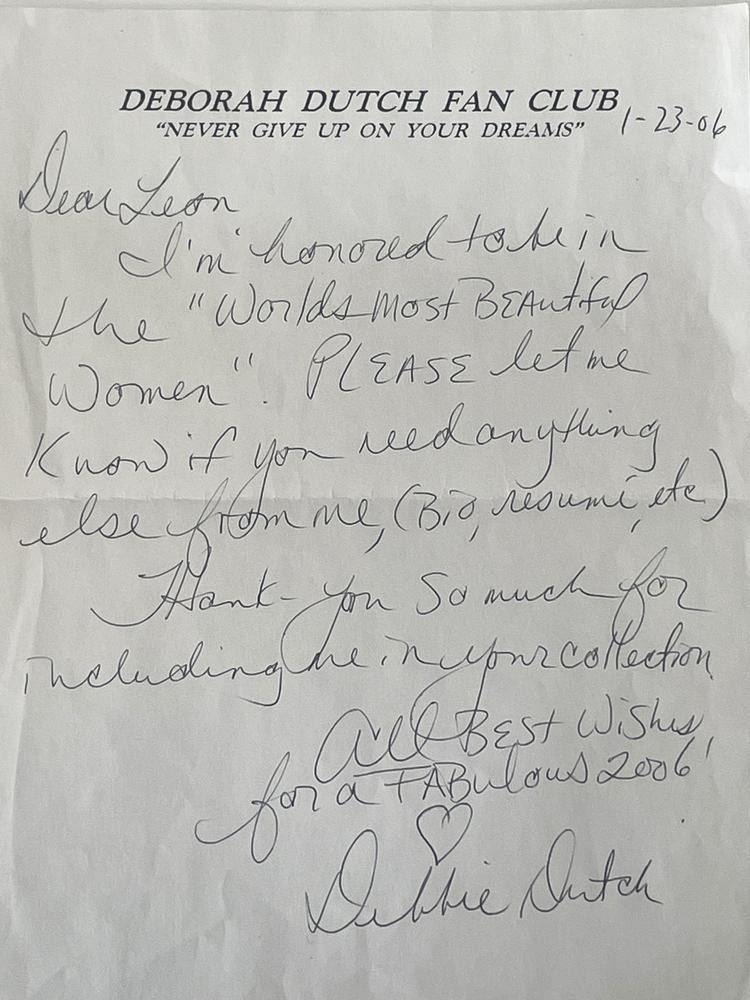 DEBORAH DUTCH FAN CLUB
"NEVER GIVE UP ON YOUR DREAMS"
1-23-06
Dear Leon
I'm honored to be in
the "Worlds Most BEAutiful
Women". PLEASE let me
Know if you need anything
else from me, (Bio, resumé, etc)
Thank-you So much for
including me in your collection
All BEst Wishes,
for a FABulous 2006!
♡
Debbie Dutch